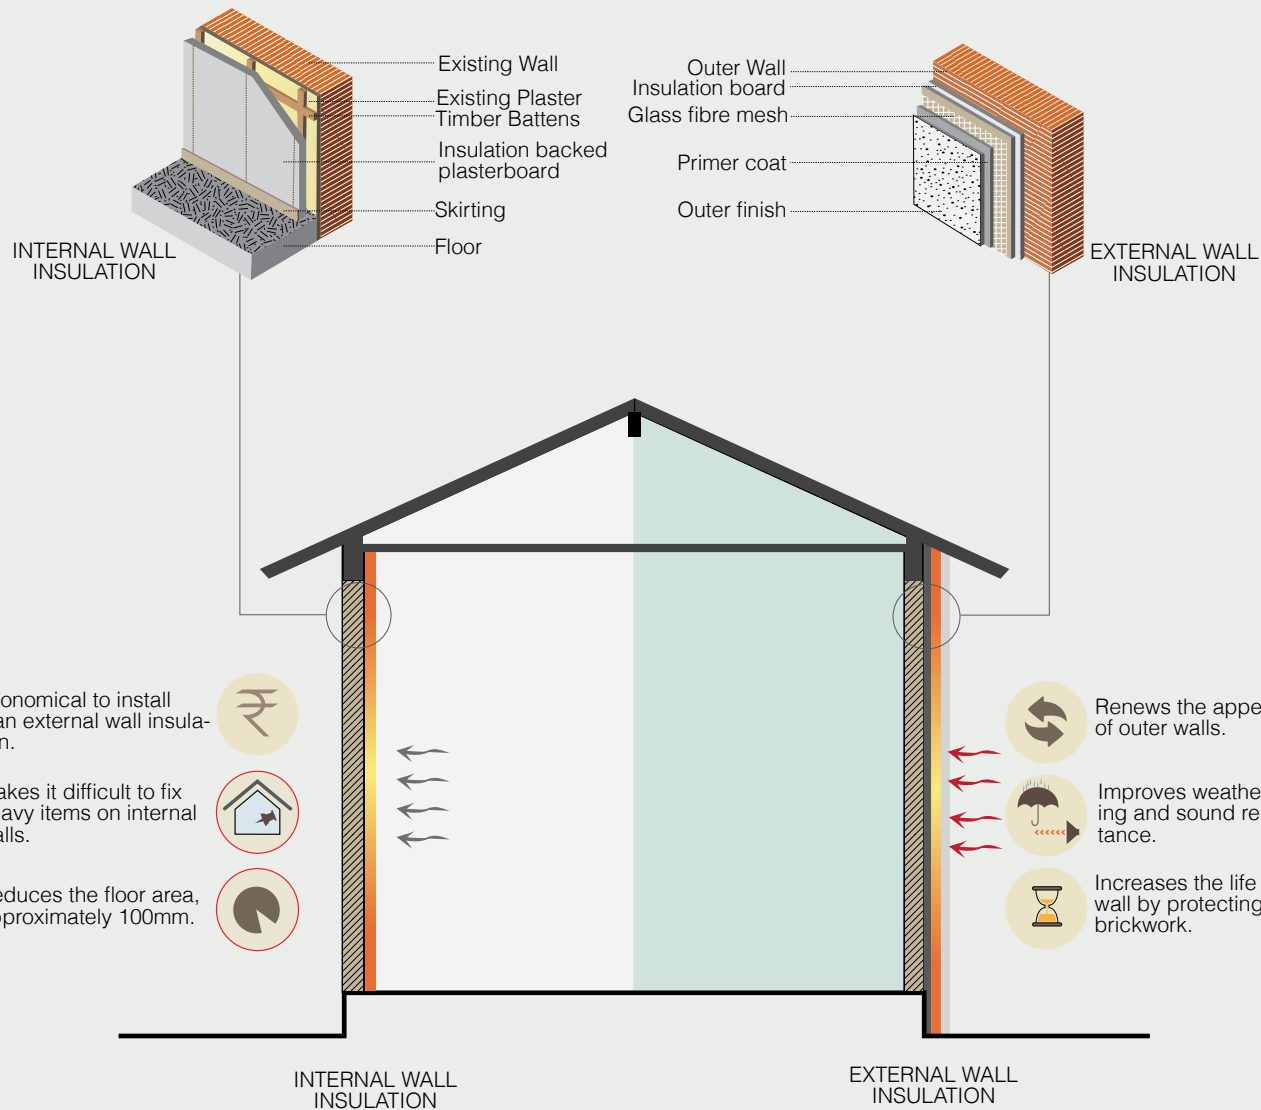 Existing Wall
Existing Plaster
Timber Battens
Insulation backed
plasterboard
Skirting
Floor
INTERNAL WALL
INSULATION
Outer Wall
Insulation board
Glass fibre mesh
Primer coat
Outer finish
EXTERNAL WALL
INSULATION
onomical to install
an external wall insula-
n.
akes it difficult to fix
eavy items on internal
alls.
educes the floor area,
pproximately 100mm.
Renews the appe
of outer walls.
Improves weathe
ing and sound re
tance.
Increases the life
wall by protecting
brickwork.
INTERNAL WALL
INSULATION
EXTERNAL WALL
INSULATION